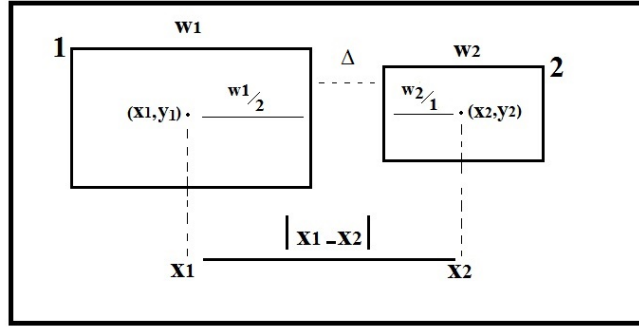 w1
1
w2
2
Δ
w1/2
w2/1
(x1,y1)
(x2,y2)
|x1-x2|
x1
x2